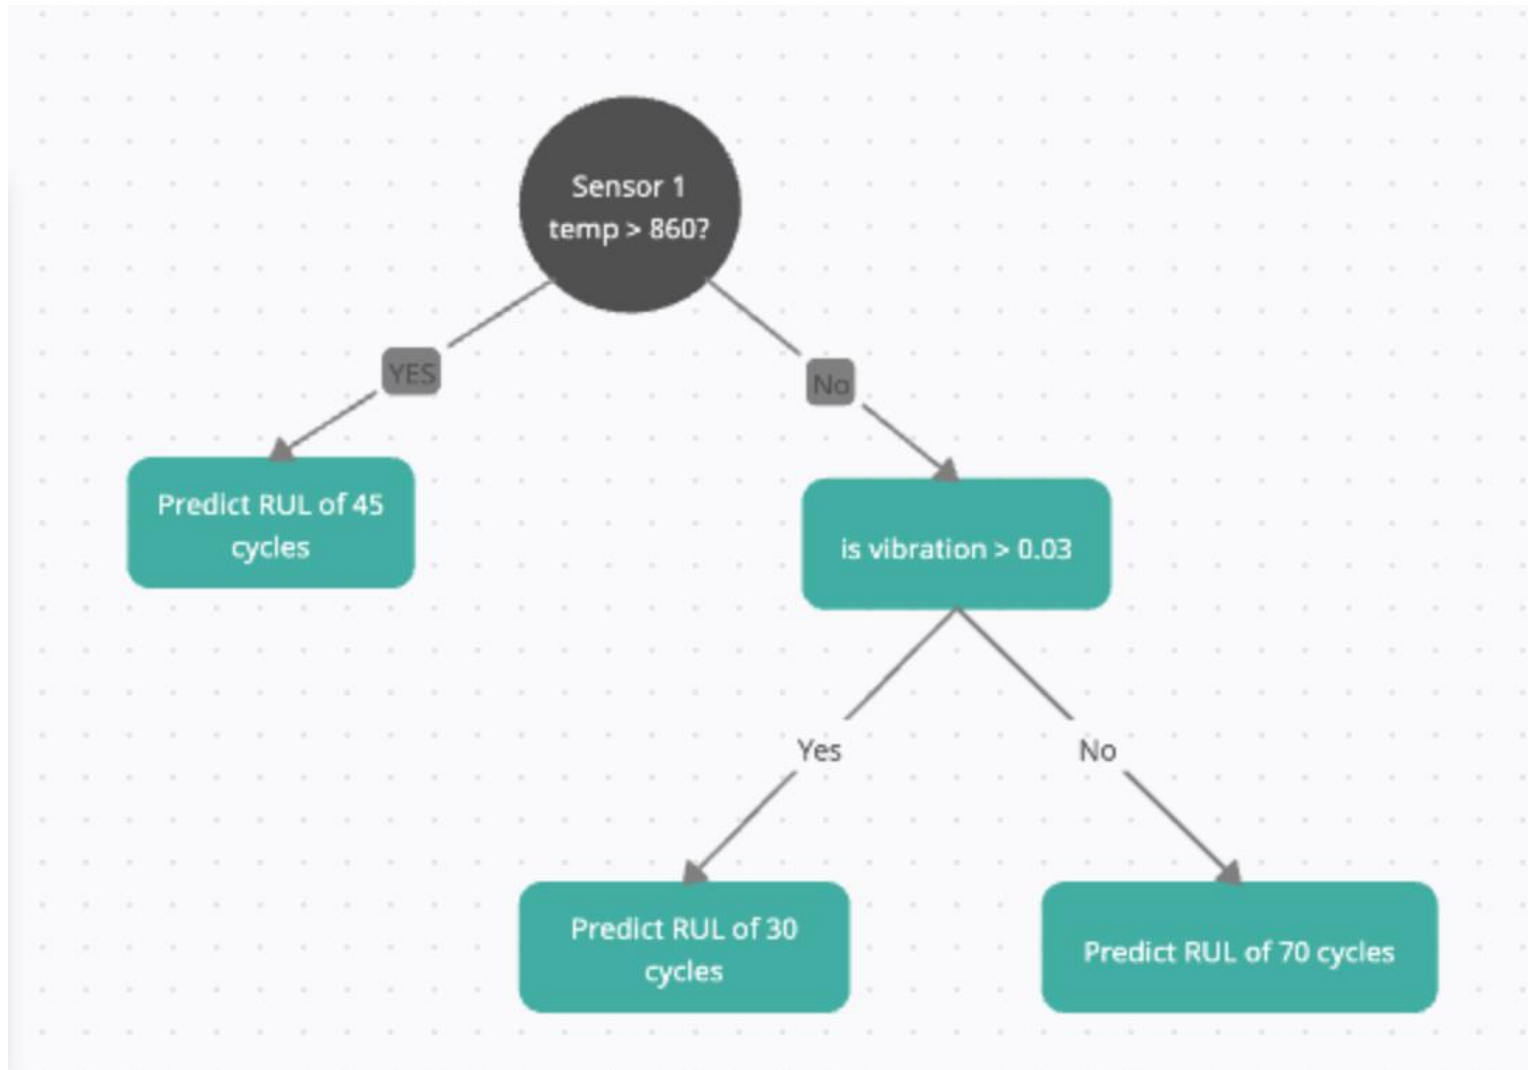 Sensor 1
temp > 860?
YES
No
Predict RUL of 45
cycles
is vibration > 0.03
Yes
No
Predict RUL of 30
cycles
Predict RUL of 70 cycles